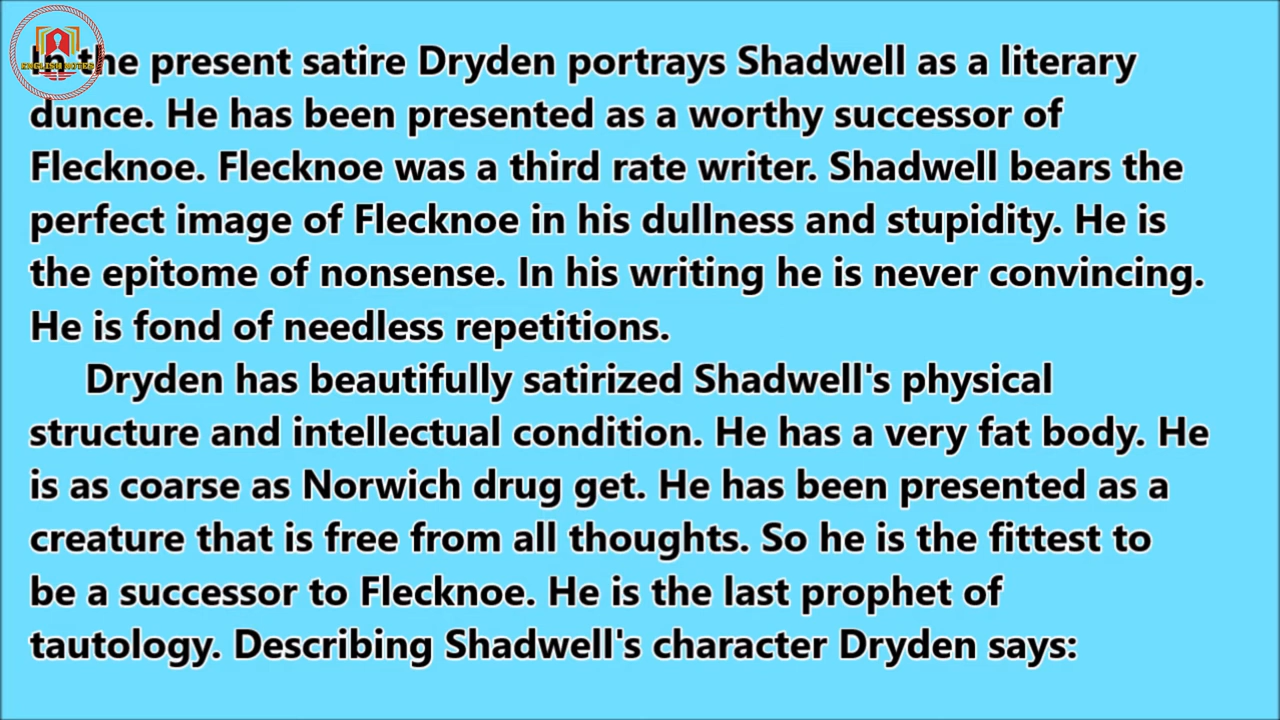 In the present satire Dryden portrays Shadwell as a literary
dunce. He has been presented as a worthy successor of
Flecknoe. Flecknoe was a third rate writer. Shadwell bears the
perfect image of Flecknoe in his dullness and stupidity. He is
the epitome of nonsense. In his writing he is never convincing.
He is fond of needless repetitions.
Dryden has beautifully satirized Shadwell's physical
structure and intellectual condition. He has a very fat body. He
is as coarse as Norwich drug get. He has been presented as a
creature that is free from all thoughts. So he is the fittest to
be a successor to Flecknoe. He is the last prophet of
tautology. Describing Shadwell's character Dryden says: